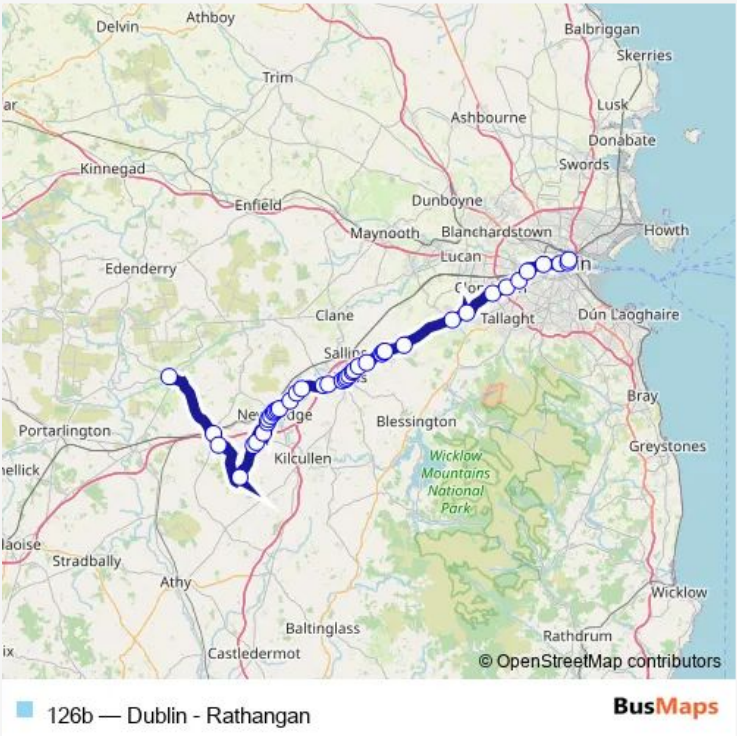 Athboy
Delvin
Balbriggan
Skerries
Trim
Lusk
Ashbourne
Donabate
Swords
Kinnegad
Dunboyne
Enfield
Maynooth
Blanchardstown
Howth
Lucan
Edenderry
Clane
Tallaght
Dún Laoghaire
Sallins
Bray
Blessington
Portarlington
Kilcullen
Greystones
Wicklow
Mountains
National
Park
Stradbally
Athy
Wicklow
Baltinglass
Rathdrum
Castledermot
© OpenStreetMap contributors
126b — Dublin - Rathangan
BusMaps